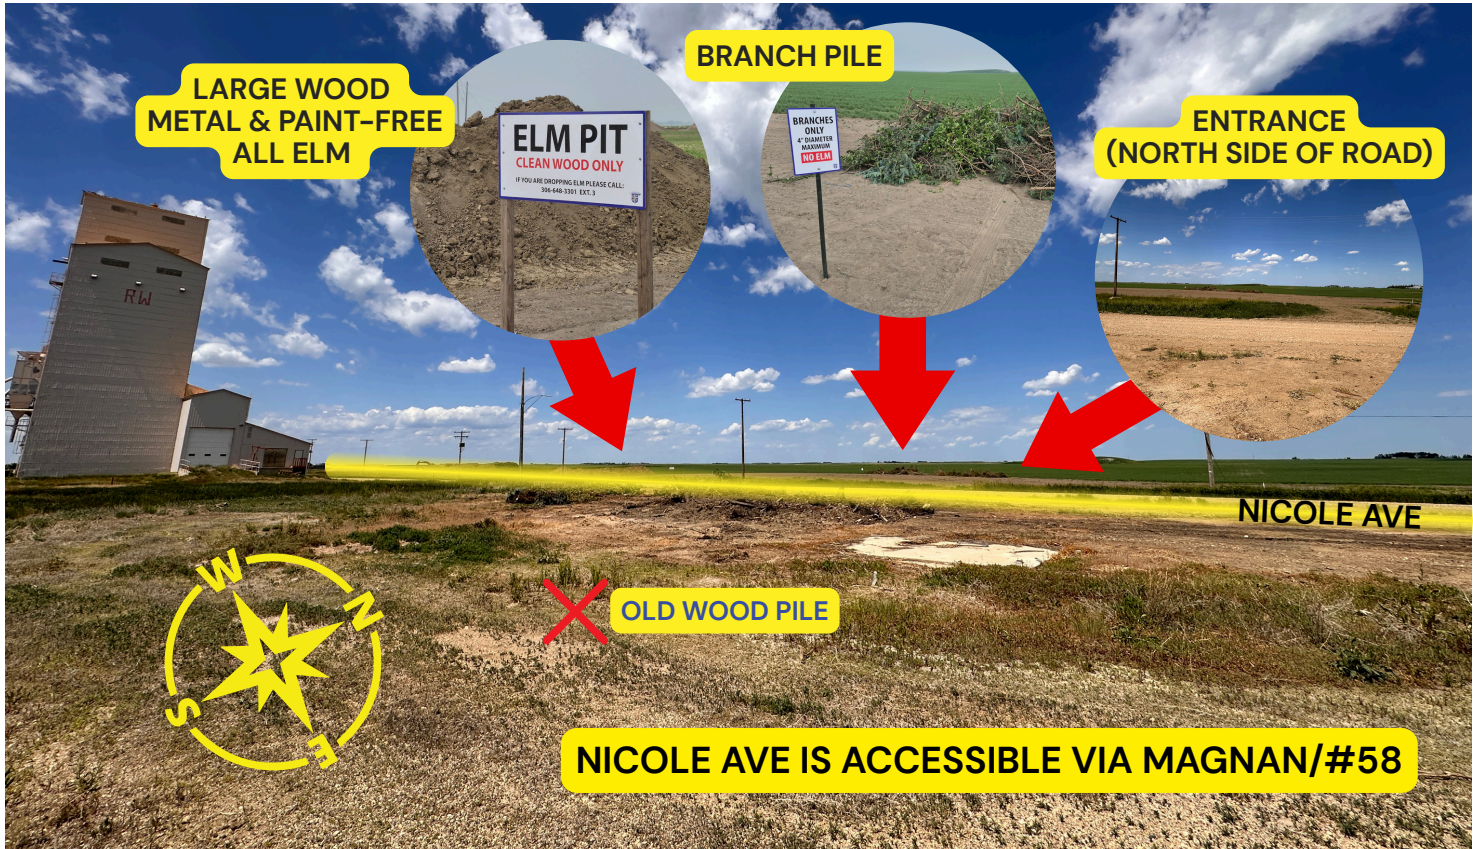 LARGE WOOD
METAL & PAINT-FREE
ALL ELM
ELM PIT
CLEAN WOOD ONLY
IF YOU ARE DROPPING ELM PLEASE CALL:
306-648-3301 EXT. 3
BRANCH PILE
BRANCHES
ONLY
4" DIAMETER
MAXIMUM
NO ELM
ENTRANCE
(NORTH SIDE OF ROAD)
RW
NICOLE AVE
W
N
S
E
OLD WOOD PILE
NICOLE AVE IS ACCESSIBLE VIA MAGNAN/#58